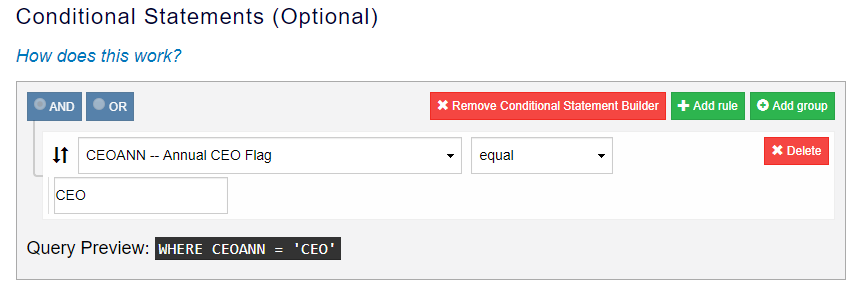 Conditional Statements (Optional)
How does this work?
AND OR ✖ Remove Conditional Statement Builder + Add rule Add group
CEOANN -- Annual CEO Flag equal ✖ Delete
CEO
Query Preview: WHERE CEOANN = 'CEO'